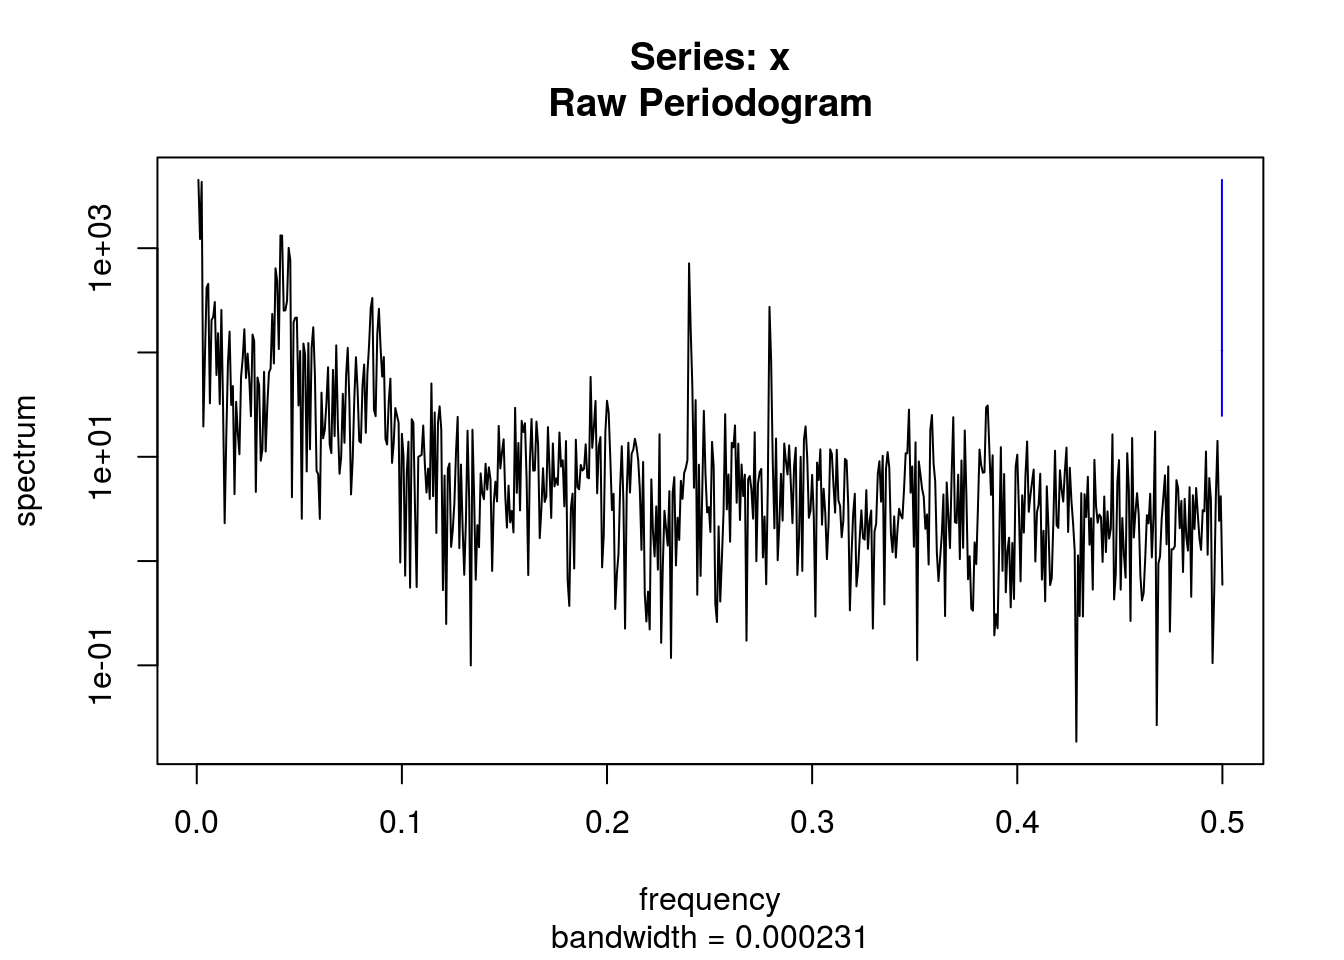 Series: x
Raw Periodogram
spectrum
1e+03
1e+01
1e-01
0.0 0.1 0.2 0.3 0.4 0.5
frequency
bandwidth = 0.000231